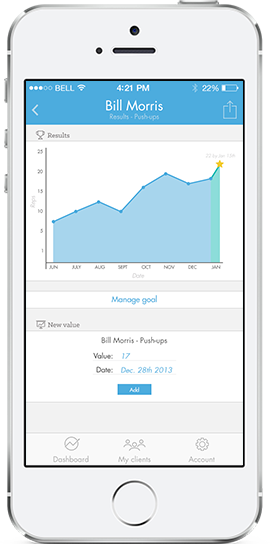 BELL 4:21 PM 22%
Bill Morris
Results - Push-ups
Results
25
20
15
10
5
1
Reps
JUN JULY AUG SEPT OCT NOV DEC JAN
Date
Manage goal
New value
Bill Morris - Push-ups
Value: 17
Date: Dec. 28th 2013
Add
Dashboard My clients Account